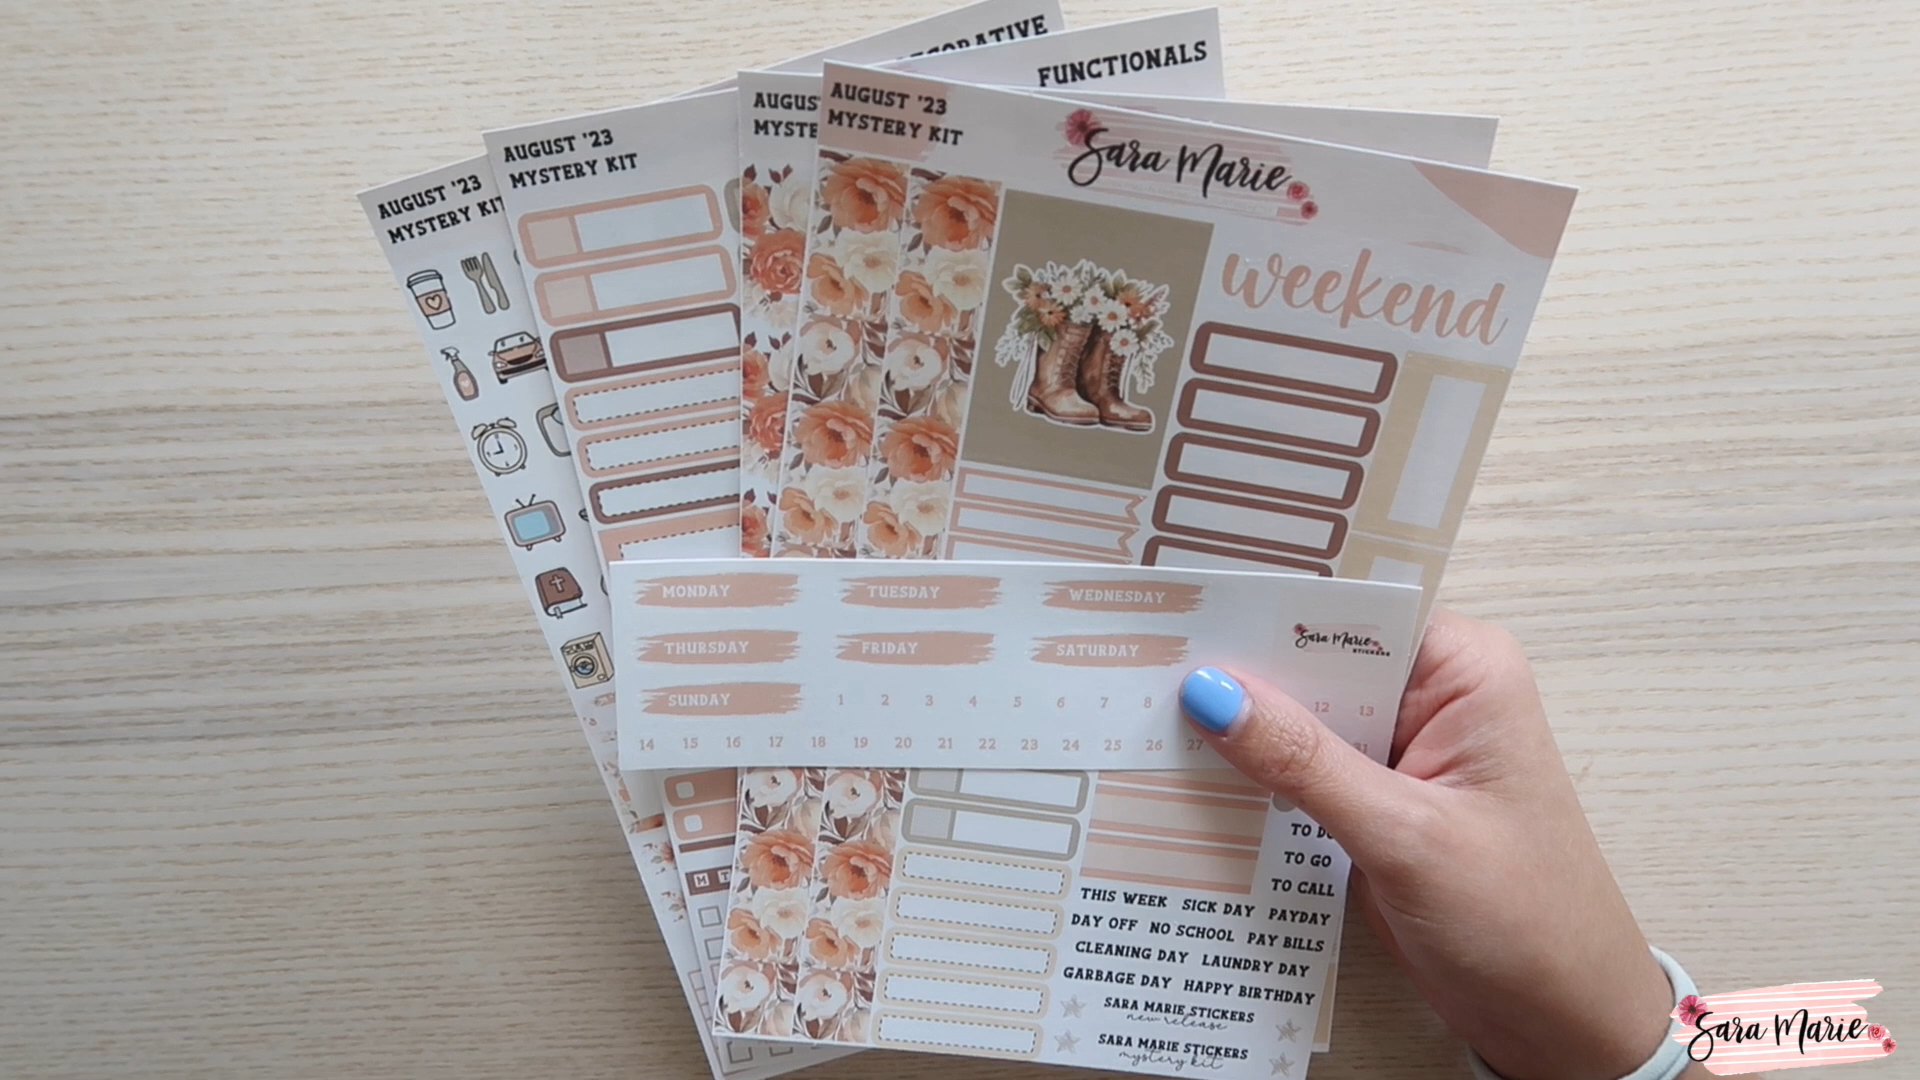 DECORATIVE
FUNCTIONALS
AUGUST '23
MYSTERY KIT
AUGUST '23
MYSTERY KIT
AUGUS
MYSTE
AUGUST '23
MYSTERY KIT
Sara Marie
weekend
MONDAY TUESDAY WEDNESDAY
THURSDAY FRIDAY SATURDAY
Sara Marie
STICKERS
SUNDAY 1 2 3 4 5 6 7 8 12 13
14 15 16 17 18 19 20 21 22 23 24 25 26 27 31
M T
TO DO
TO GO
TO CALL
THIS WEEK SICK DAY PAYDAY
DAY OFF NO SCHOOL PAY BILLS
CLEANING DAY LAUNDRY DAY
GARBAGE DAY HAPPY BIRTHDAY
SARA MARIE STICKERS
new release
SARA MARIE STICKERS
mystery kit
Sara Marie